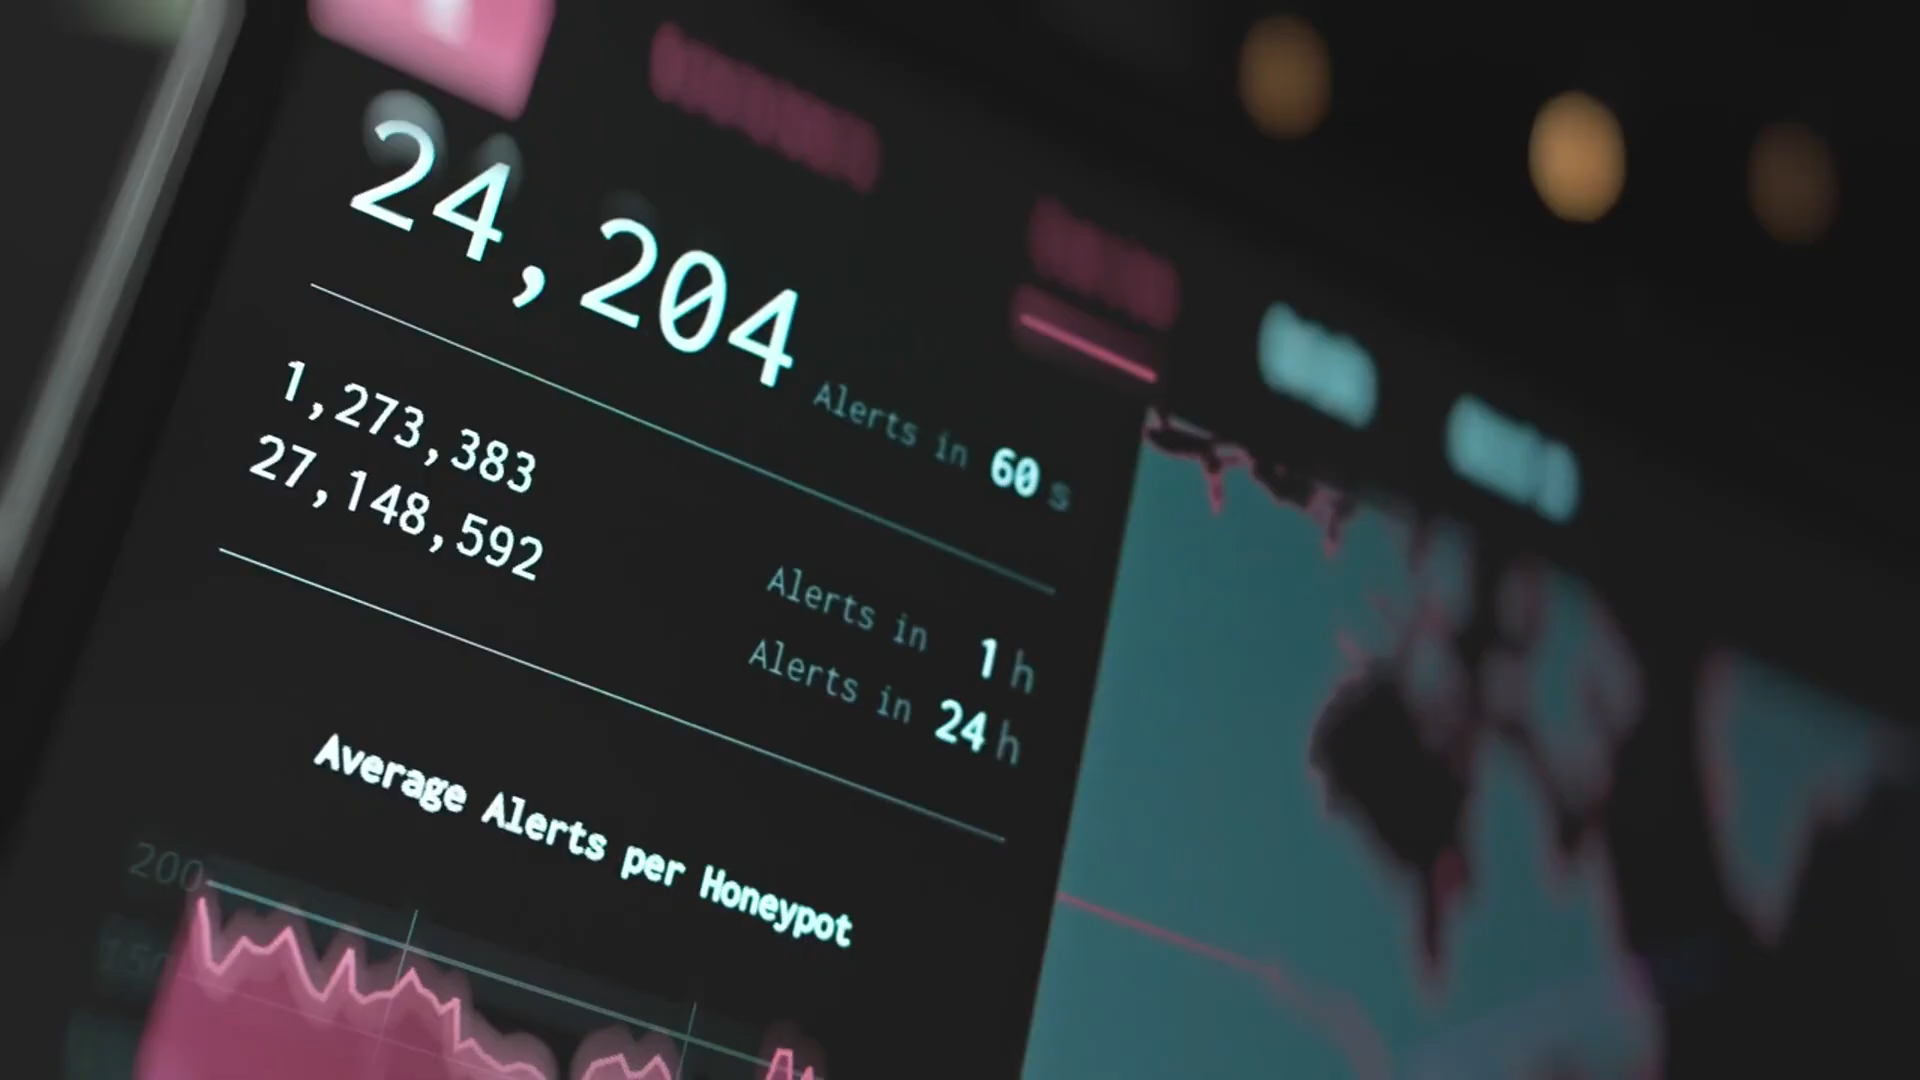 24,204 Alerts in 60 s
1,273,383 Alerts in 1 h
27,148,592 Alerts in 24 h
Average Alerts per Honeypot
200
150